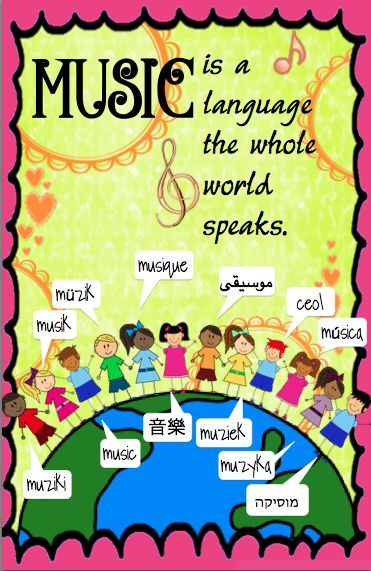 MUSIC
is a
language
the whole
world
speaks.
musique
موسيقى
müzik
ceol
musik
música
音樂
muziek
music
muzyka
muziki
מוסיקה